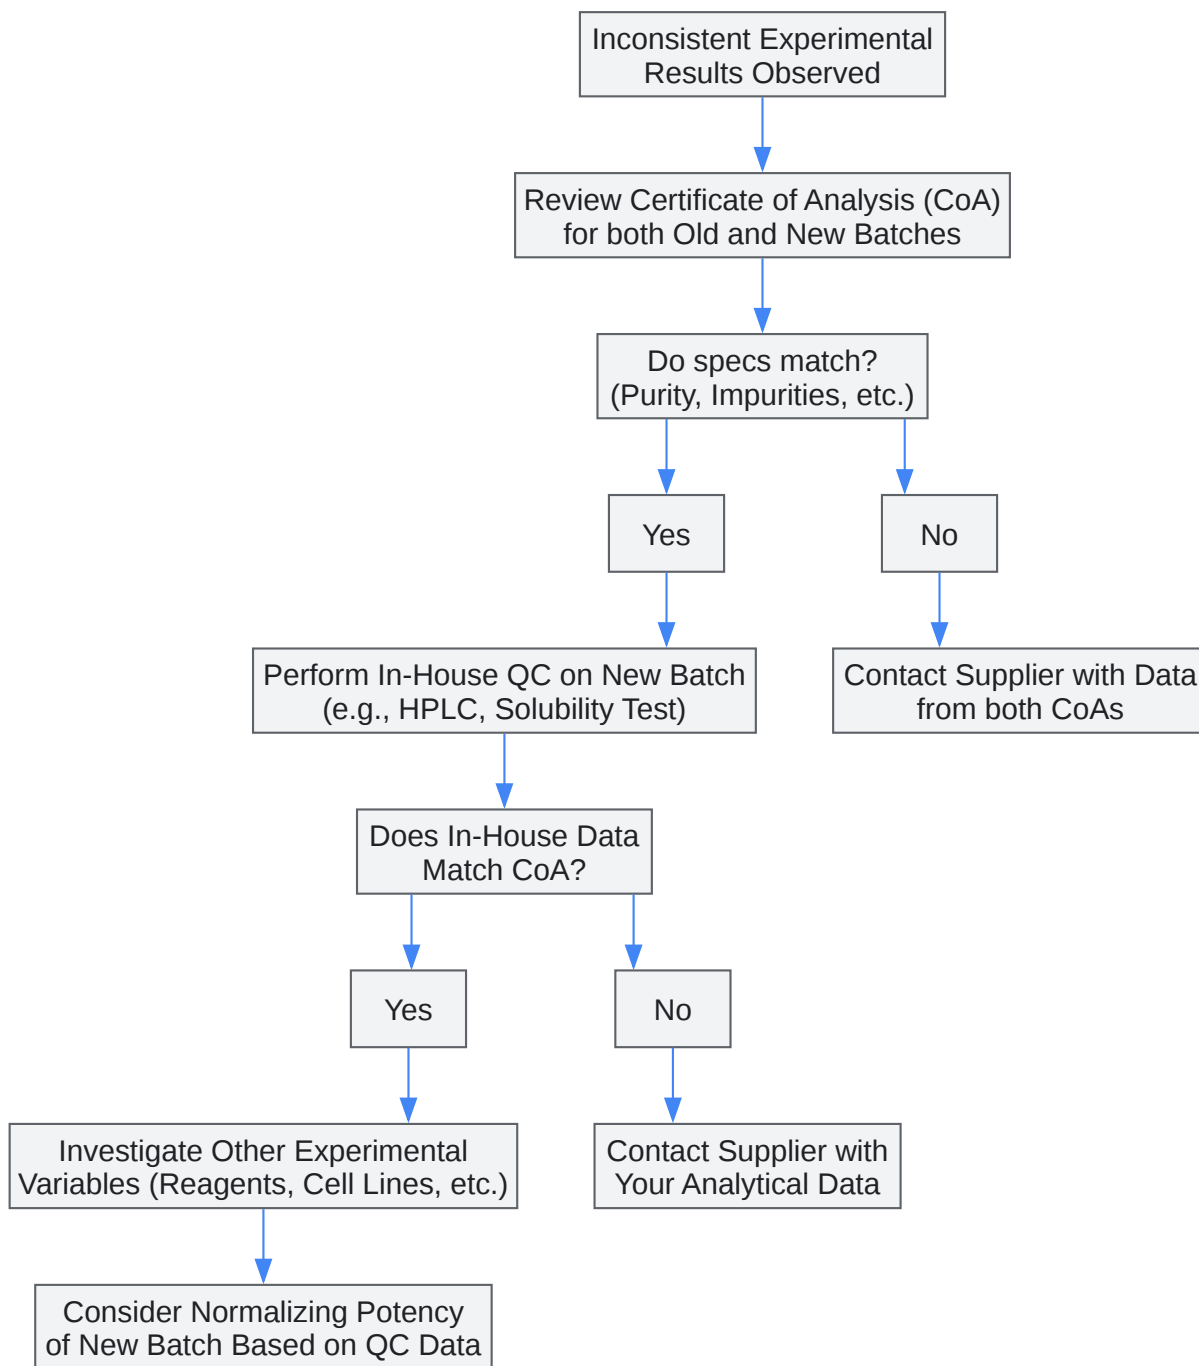 Inconsistent Experimental
Results Observed
Review Certificate of Analysis (CoA)
for both Old and New Batches
Do specs match?
(Purity, Impurities, etc.)
Yes
No
Perform In-House QC on New Batch
(e.g., HPLC, Solubility Test)
Contact Supplier with Data
from both CoAs
Does In-House Data
Match CoA?
Yes
No
Investigate Other Experimental
Variables (Reagents, Cell Lines, etc.)
Contact Supplier with
Your Analytical Data
Consider Normalizing Potency
of New Batch Based on QC Data